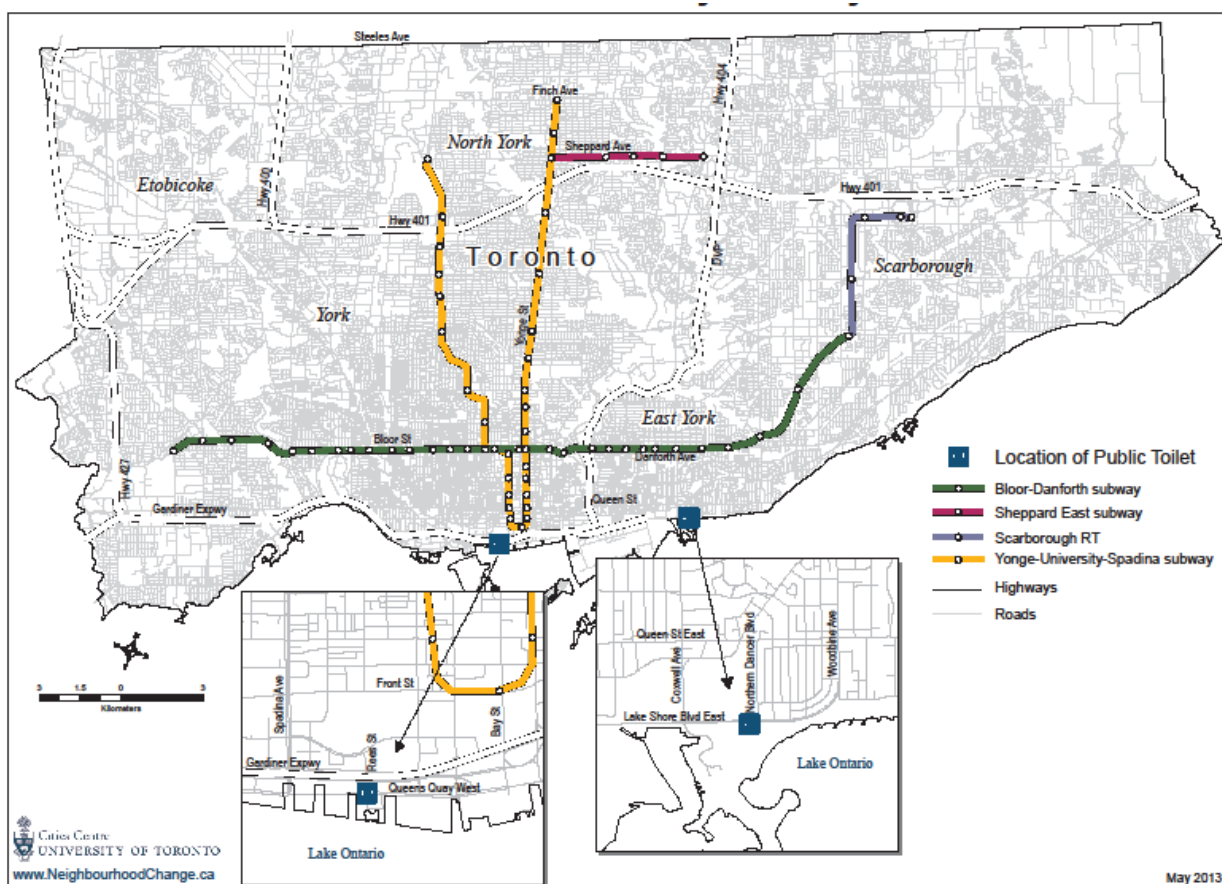 Steeles Ave
Finch Ave
Hwy 404
North York
Sheppard Ave
Etobicoke
Hwy 400
Hwy 401
Hwy 401
DVP
Toronto
Scarborough
York
Yonge St
East York
Bloor St
Danforth Ave
Hwy 427
Queen St
Gardiner Expwy
Location of Public Toilet
Bloor-Danforth subway
Sheppard East subway
Scarborough RT
Yonge-University-Spadina subway
Highways
Roads
3 1.5 0 3
Kilometers
Spadina Ave
Front St
Bay St
Rees St
Gardiner Expwy
Queens Quay West
Lake Ontario
Queen St East
Coxwell Ave
Northern Dancer Blvd
Woodbine Ave
Lake Shore Blvd East
Lake Ontario
Cities Centre
UNIVERSITY OF TORONTO
www.NeighbourhoodChange.ca
May 2013